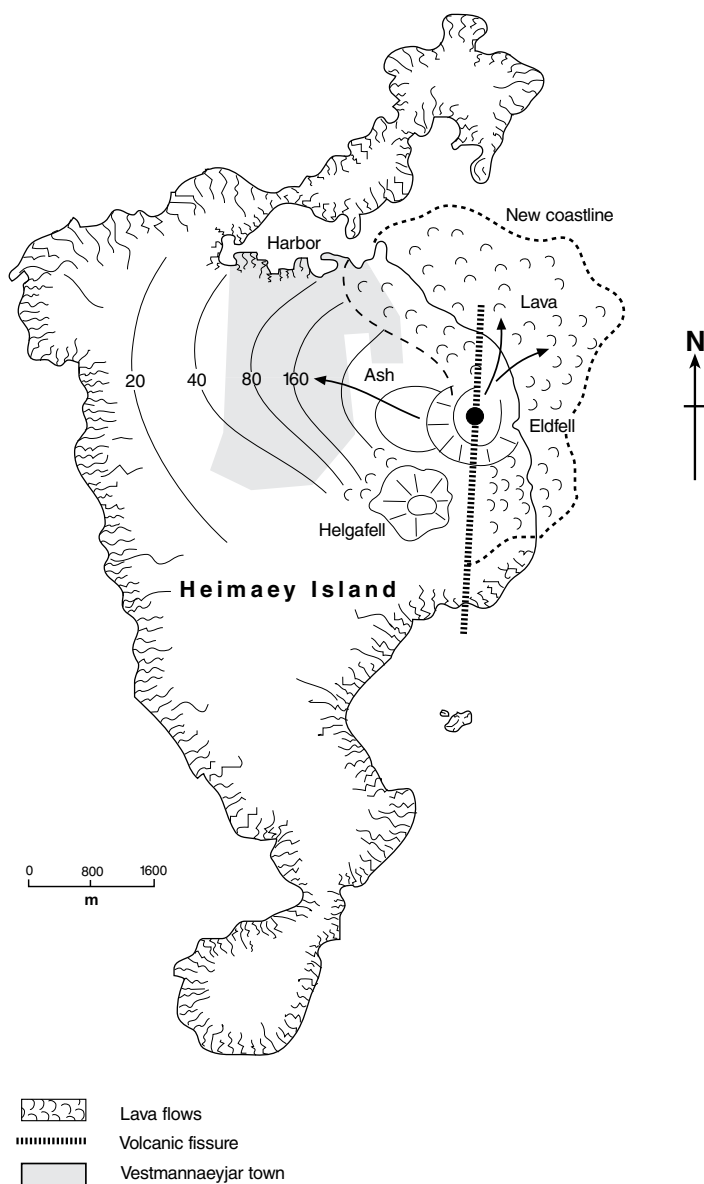 New coastline
Harbor
Lava
N
20
40
80
160
Ash
Eldfell
Helgafell
Heimaey Island
0 800 1600
m
Lava flows
Volcanic fissure
Vestmannaeyjar town